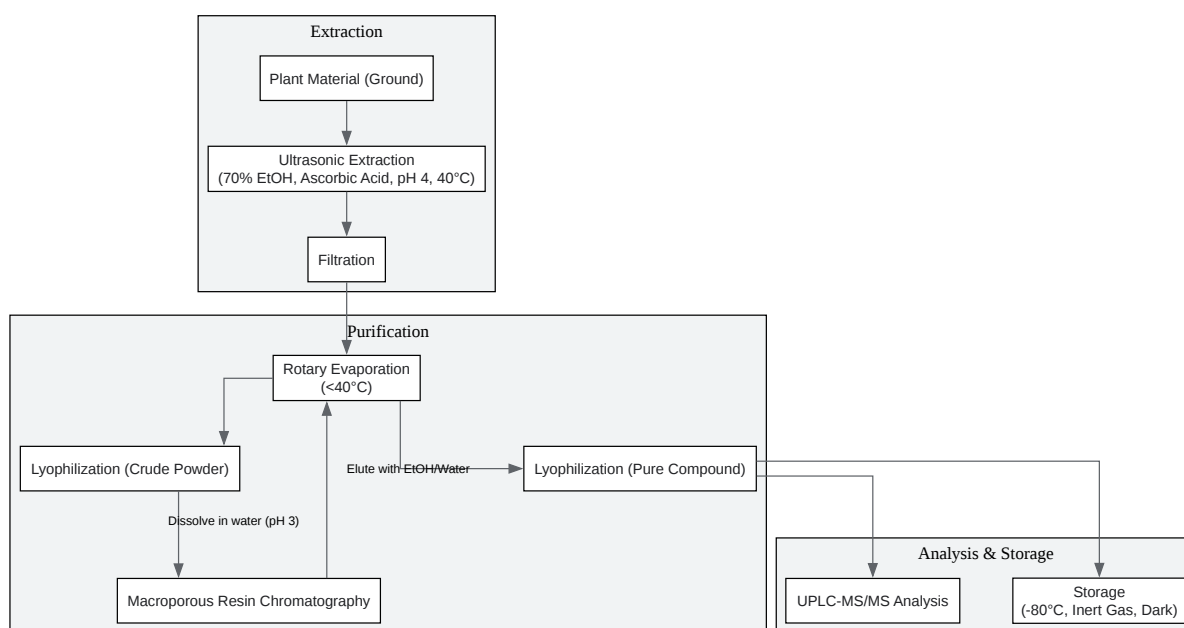 Extraction
Plant Material (Ground)
Ultrasonic Extraction
(70% EtOH, Ascorbic Acid, pH 4, 40°C)
Filtration
Purification
Rotary Evaporation
(<40°C)
Lyophilization (Crude Powder)
Elute with EtOH/Water
Lyophilization (Pure Compound)
Dissolve in water (pH 3)
Macroporous Resin Chromatography
Analysis & Storage
UPLC-MS/MS Analysis
Storage
(-80°C, Inert Gas, Dark)